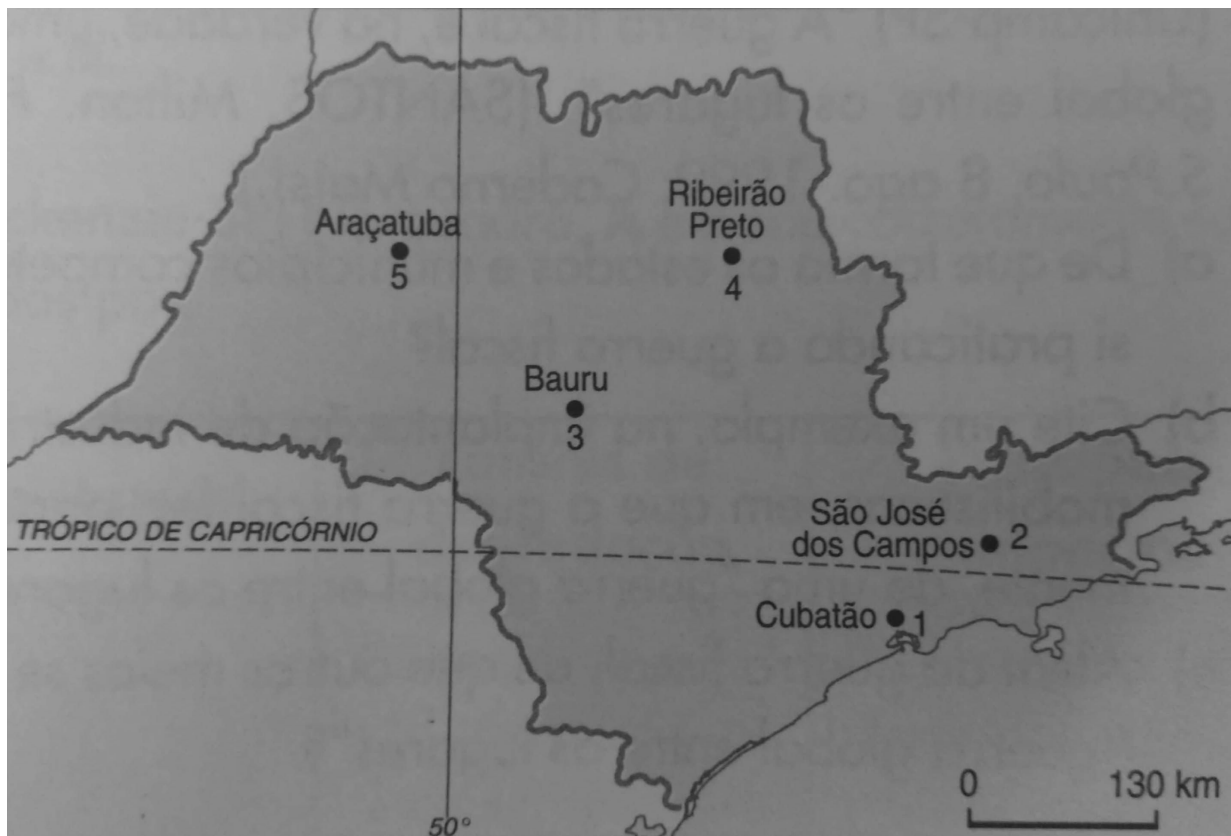 Araçatuba
5
Ribeirão
Preto
4
Bauru
3
TRÓPICO DE CAPRICÓRNIO
São José
dos Campos 2
Cubatão 1
0 130 km
50°